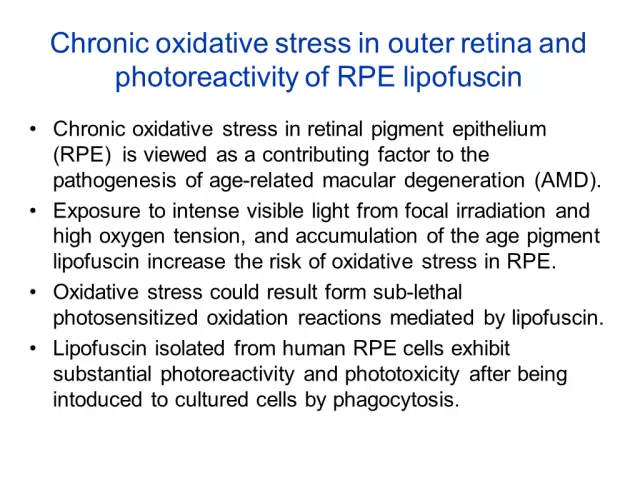 Chronic oxidative stress in outer retina and
photoreactivity of RPE lipofuscin
• Chronic oxidative stress in retinal pigment epithelium
(RPE) is viewed as a contributing factor to the
pathogenesis of age-related macular degeneration (AMD).
• Exposure to intense visible light from focal irradiation and
high oxygen tension, and accumulation of the age pigment
lipofuscin increase the risk of oxidative stress in RPE.
• Oxidative stress could result form sub-lethal
photosensitized oxidation reactions mediated by lipofuscin.
• Lipofuscin isolated from human RPE cells exhibit
substantial photoreactivity and phototoxicity after being
intoduced to cultured cells by phagocytosis.